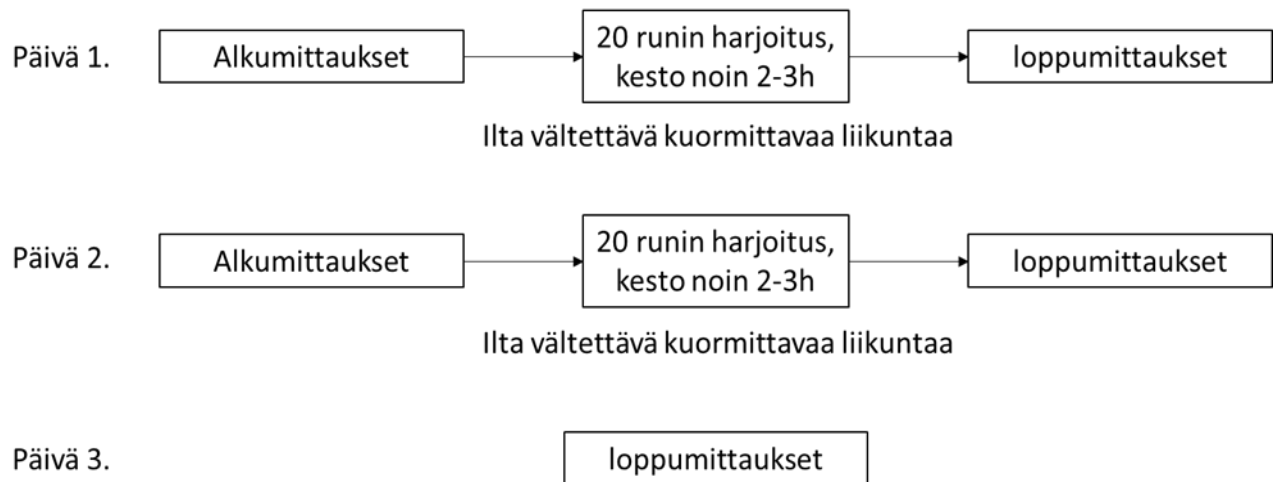 Päivä 1.
Alkumittaukset
20 runin harjoitus,
kesto noin 2-3h
loppumittaukset
Ilta vältettävä kuormittavaa liikuntaa
Päivä 2.
Alkumittaukset
20 runin harjoitus,
kesto noin 2-3h
loppumittaukset
Ilta vältettävä kuormittavaa liikuntaa
Päivä 3.
loppumittaukset